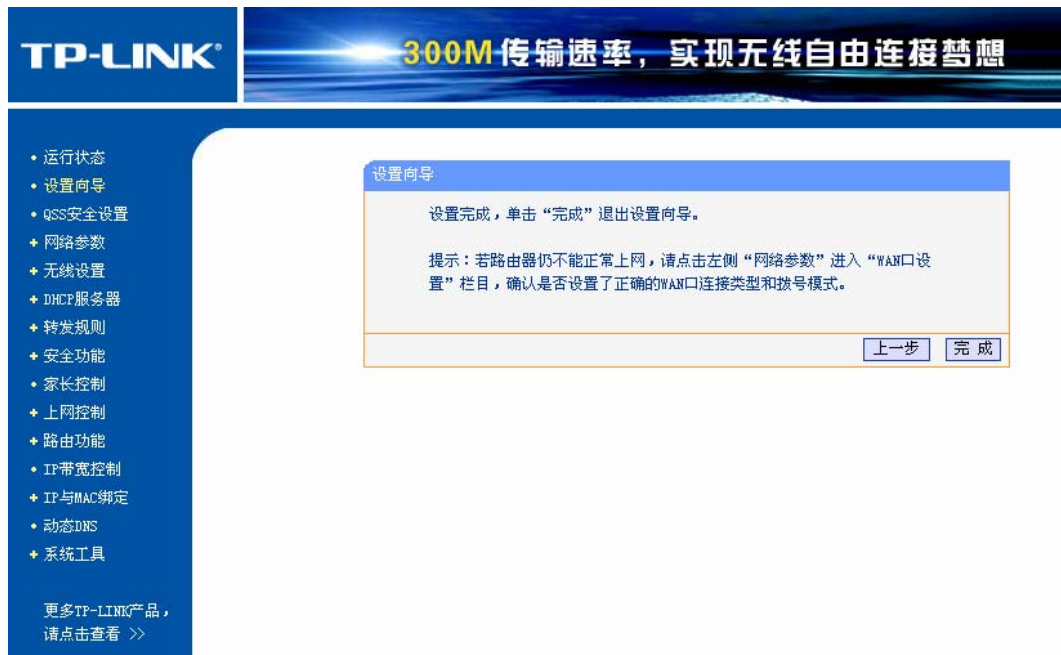 TP-LINK®
300M 传输速率，实现无线自由连接梦想
• 运行状态
• 设置向导
• QSS安全设置
+ 网络参数
+ 无线设置
+ DHCP服务器
+ 转发规则
+ 安全功能
• 家长控制
+ 上网控制
+ 路由功能
• IP带宽控制
+ IP与MAC绑定
• 动态DNS
+ 系统工具
更多TP-LINK产品，
请点击查看 >>
设置向导
设置完成，单击“完成”退出设置向导。
提示：若路由器仍不能正常上网，请点击左侧“网络参数”进入“WAN口设
置”栏目，确认是否设置了正确的WAN口连接类型和拨号模式。
上一步 完 成